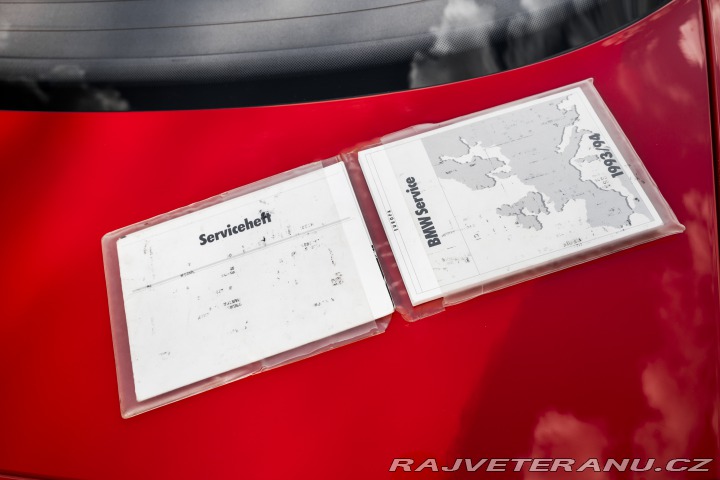 Serviceheft
BMW Service
1993/94
RAJVETERANU.CZ